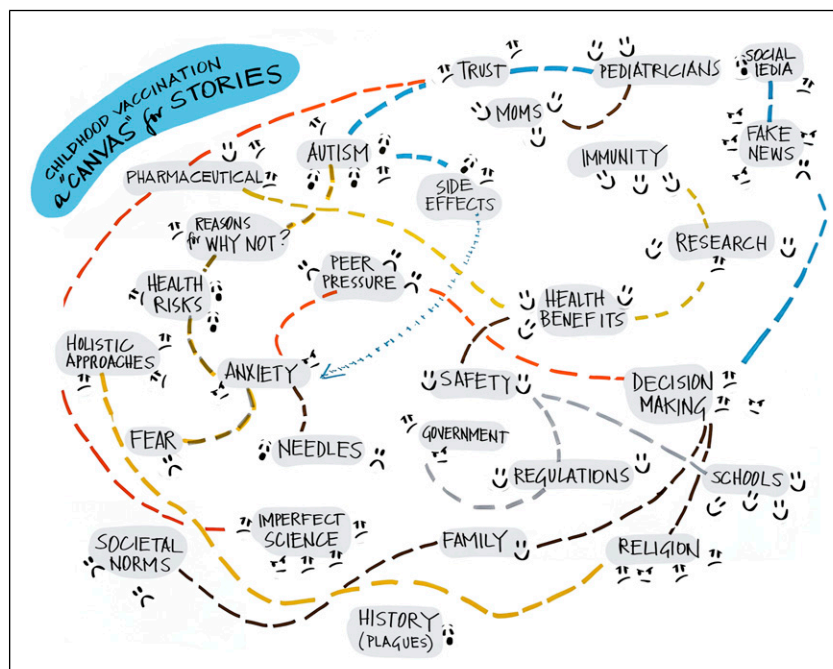 CHILDHOOD VACCINATION
a "CANVAS" for STORIES
TRUST
PEDIATRICIANS
SOCIAL
MEDIA
MOMS
AUTISM
IMMUNITY
FAKE
NEWS
PHARMACEUTICAL
SIDE
EFFECTS
REASONS
for WHY NOT?
RESEARCH
PEER
PRESSURE
HEALTH
RISKS
HEALTH
BENEFITS
HOLISTIC
APPROACHES
ANXIETY
SAFETY
DECISION
MAKING
FEAR
NEEDLES
GOVERNMENT
REGULATIONS
SCHOOLS
IMPERFECT
SCIENCE
SOCIETAL
NORMS
FAMILY
RELIGION
HISTORY
(PLAGUES)